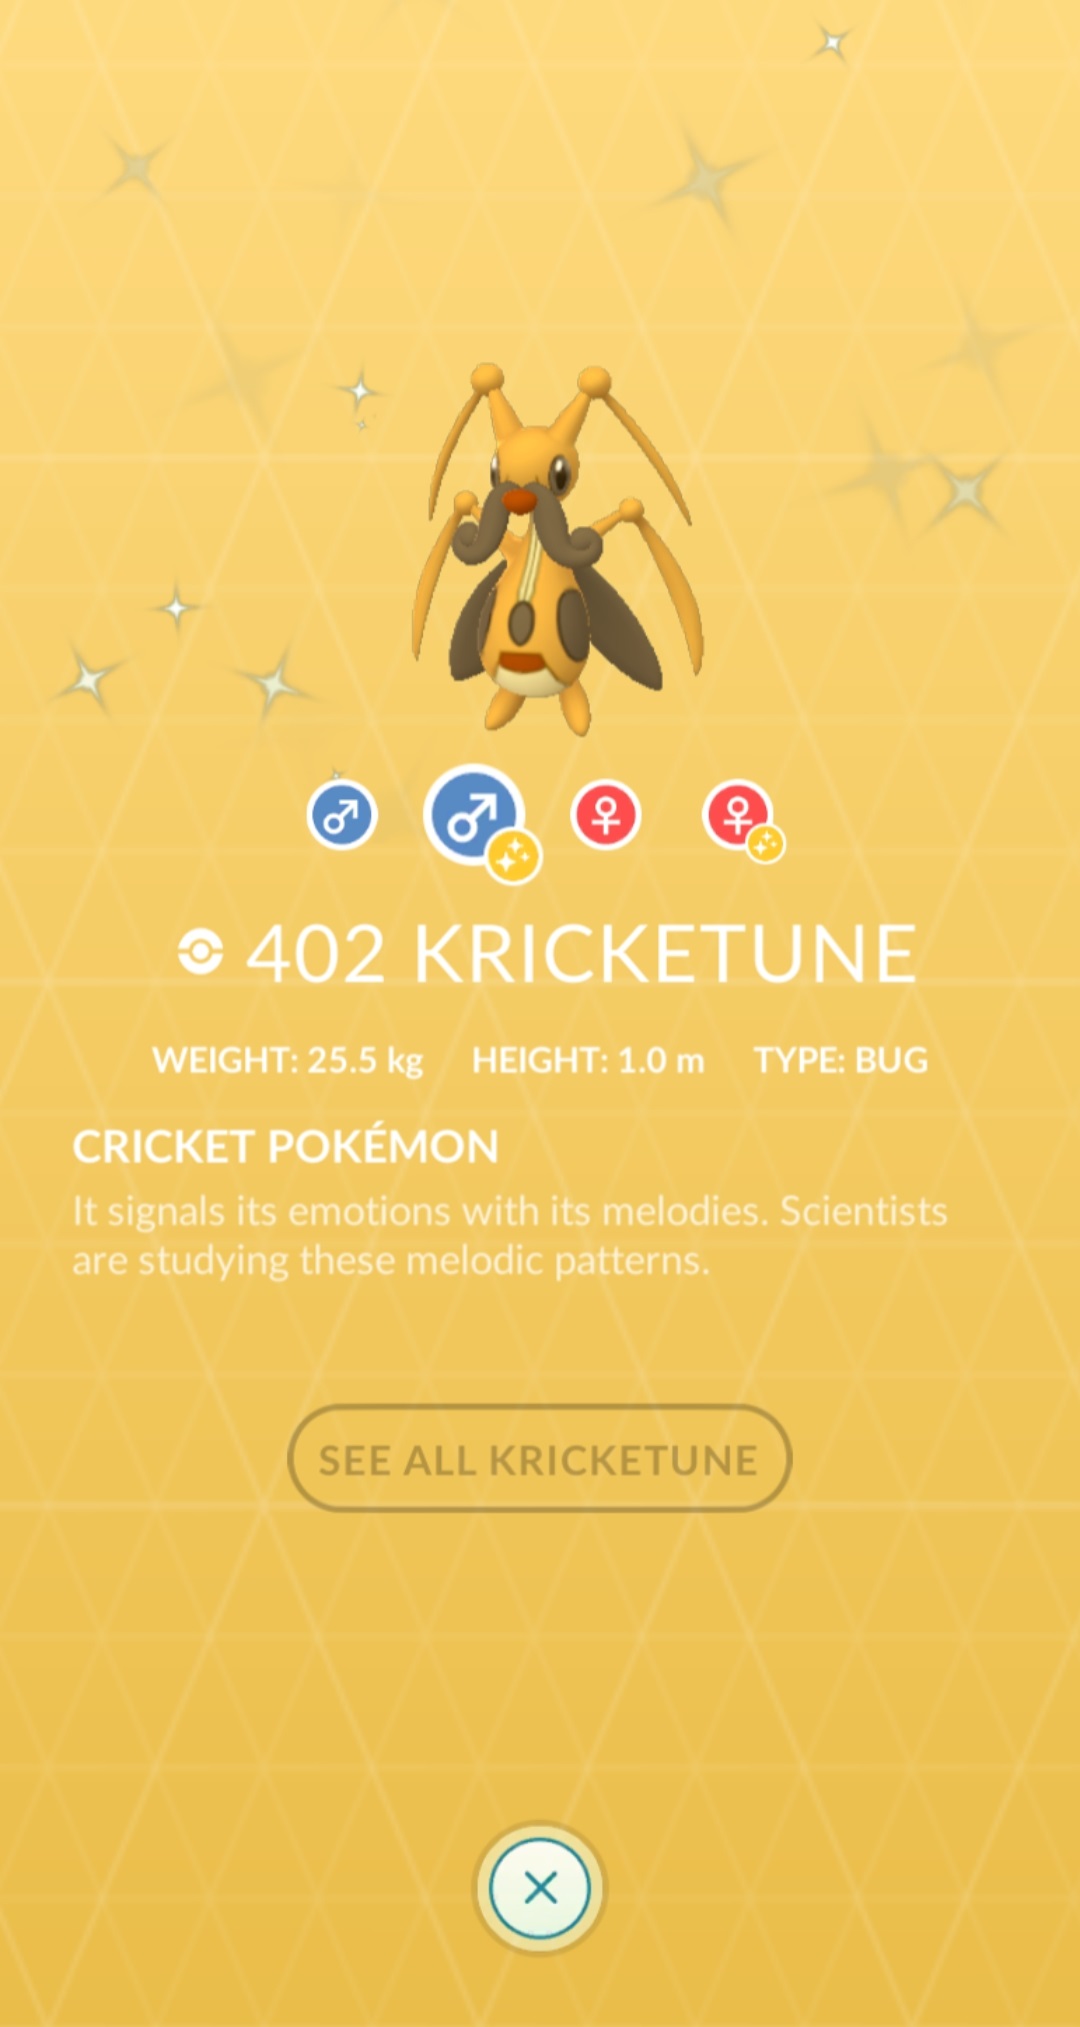 402 KRICKETUNE
WEIGHT: 25.5 kg HEIGHT: 1.0 m TYPE: BUG
CRICKET POKÉMON
It signals its emotions with its melodies. Scientists
are studying these melodic patterns.
SEE ALL KRICKETUNE